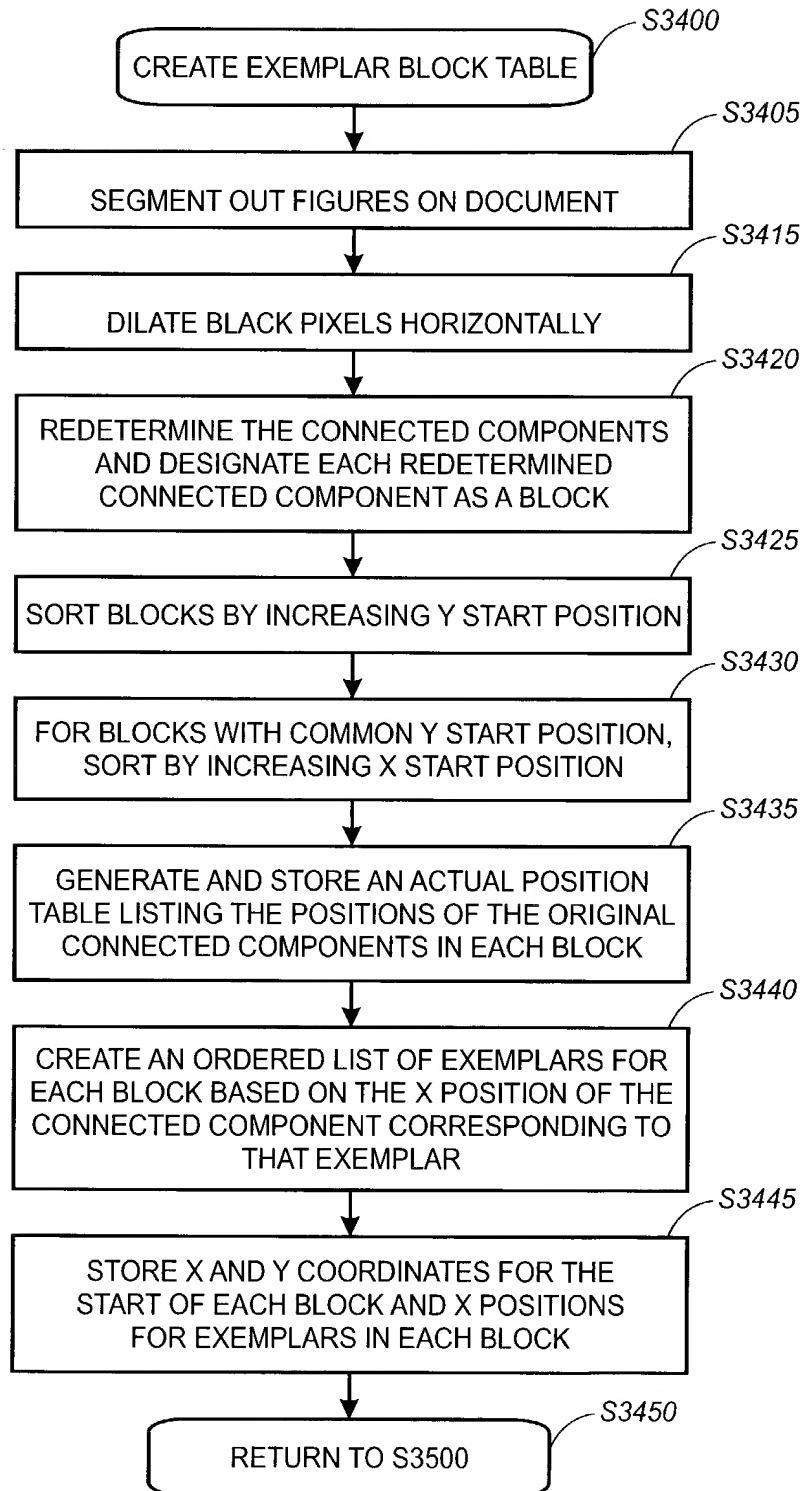 S3400
CREATE EXEMPLAR BLOCK TABLE
S3405
SEGMENT OUT FIGURES ON DOCUMENT
S3415
DILATE BLACK PIXELS HORIZONTALLY
S3420
REDETERMINE THE CONNECTED COMPONENTS
AND DESIGNATE EACH REDETERMINED
CONNECTED COMPONENT AS A BLOCK
S3425
SORT BLOCKS BY INCREASING Y START POSITION
S3430
FOR BLOCKS WITH COMMON Y START POSITION,
SORT BY INCREASING X START POSITION
S3435
GENERATE AND STORE AN ACTUAL POSITION
TABLE LISTING THE POSITIONS OF THE ORIGINAL
CONNECTED COMPONENTS IN EACH BLOCK
S3440
CREATE AN ORDERED LIST OF EXEMPLARS FOR
EACH BLOCK BASED ON THE X POSITION OF THE
CONNECTED COMPONENT CORRESPONDING TO
THAT EXEMPLAR
S3445
STORE X AND Y COORDINATES FOR THE
START OF EACH BLOCK AND X POSITIONS
FOR EXEMPLARS IN EACH BLOCK
S3450
RETURN TO S3500